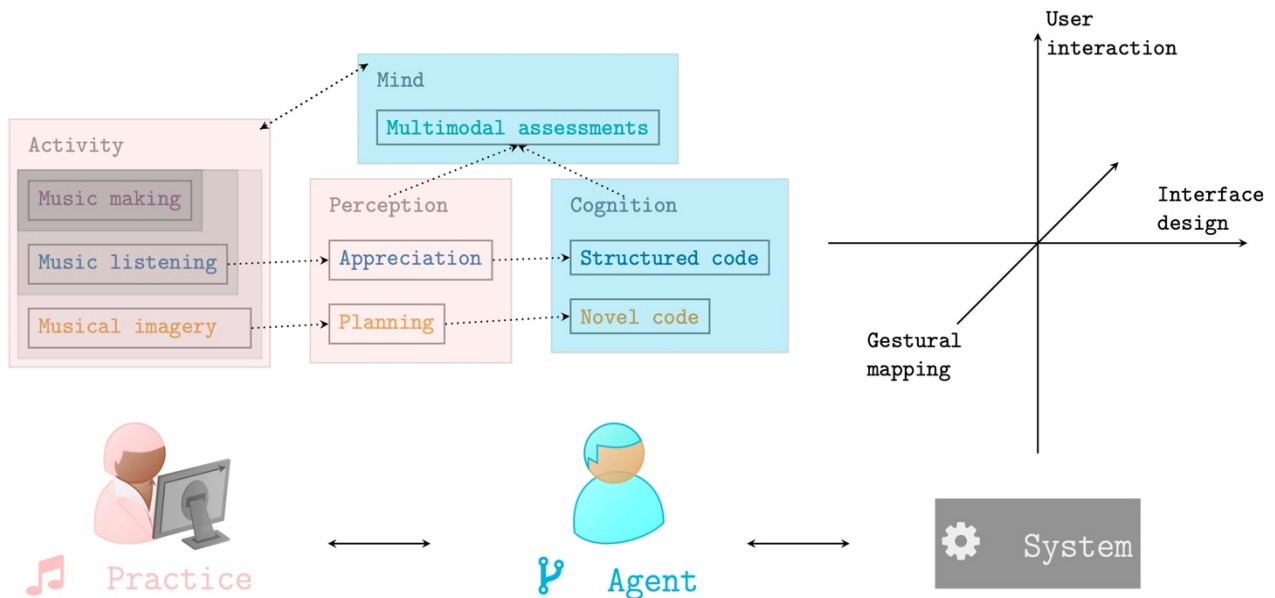 User
interaction
Mind
Multimodal assessments
Activity
Music making
Perception
Cognition
Interface
design
Music listening
Appreciation
Structured code
Musical imagery
Planning
Novel code
Gestural
mapping
Practice
Agent
System